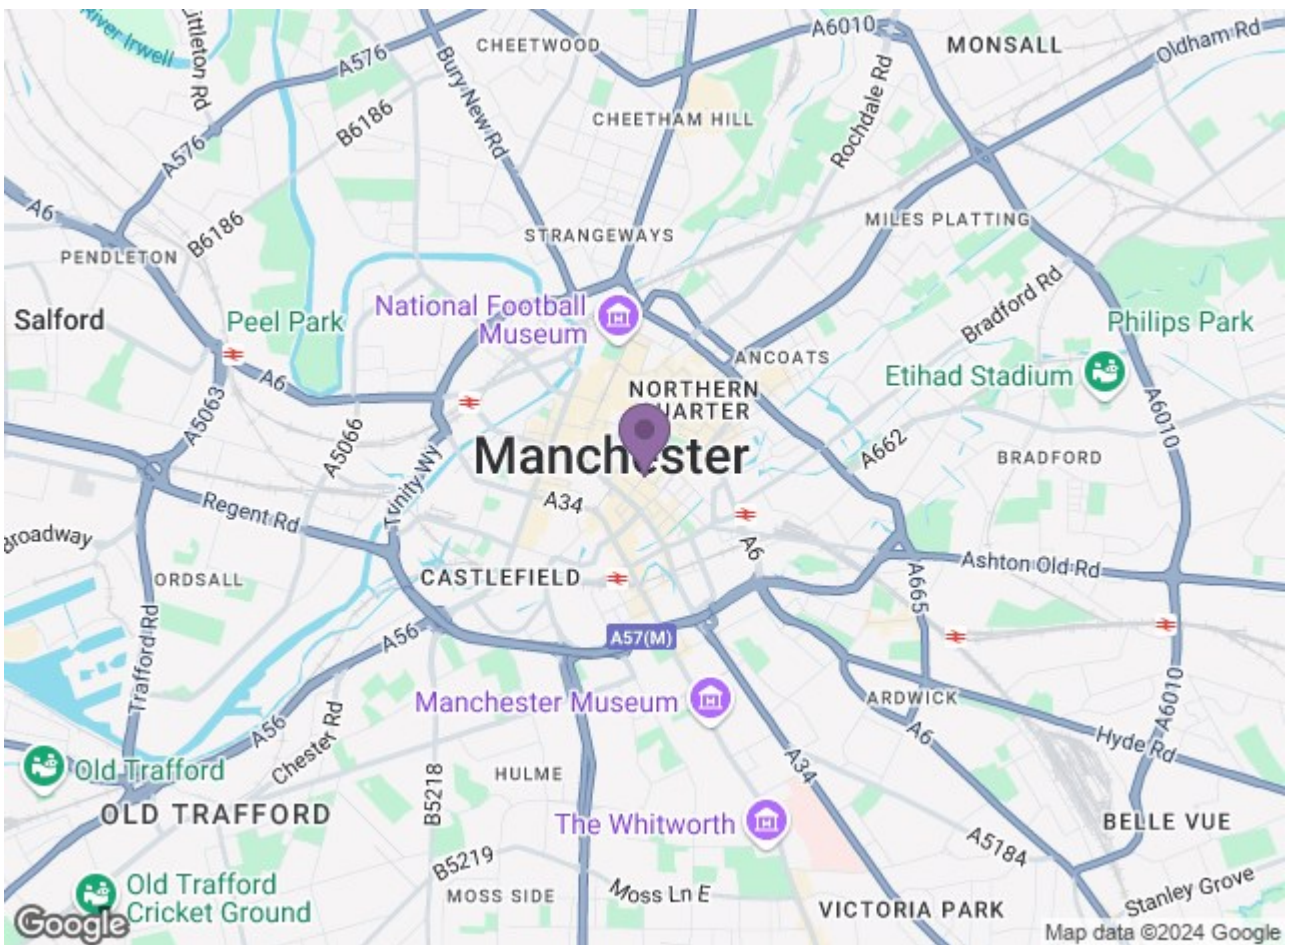 River Irwell
Littleton Rd
A576
Bury New Rd
CHEETWOOD
A6010
MONSALL
Oldham Rd
B6186
CHEETHAM HILL
Rochdale Rd
A576
A6
B6186
PENDLETON
STRANGEWAYS
MILES PLATTING
Salford
Peel Park
National Football
Museum
Bradford Rd
Philips Park
ANCOATS
A6
NORTHERN
Etihad Stadium
A6010
A5063
A5066
Manchester
A662
BRADFORD
Trinity Wy
A34
Regent Rd
Broadway
A6
Ashton Old Rd
ORDSALL
CASTLEFIELD
A665
Trafford Rd
A56
A57(M)
Manchester Museum
ARDWICK
A6010
A56
Chester Rd
A6
Hyde Rd
Old Trafford
HULME
A34
B5218
OLD TRAFFORD
The Whitworth
BELLE VUE
A5184
B5219
Old Trafford
Cricket Ground
MOSS SIDE
Moss Ln E
VICTORIA PARK
Stanley Grove
Google
Map data ©2024 Google